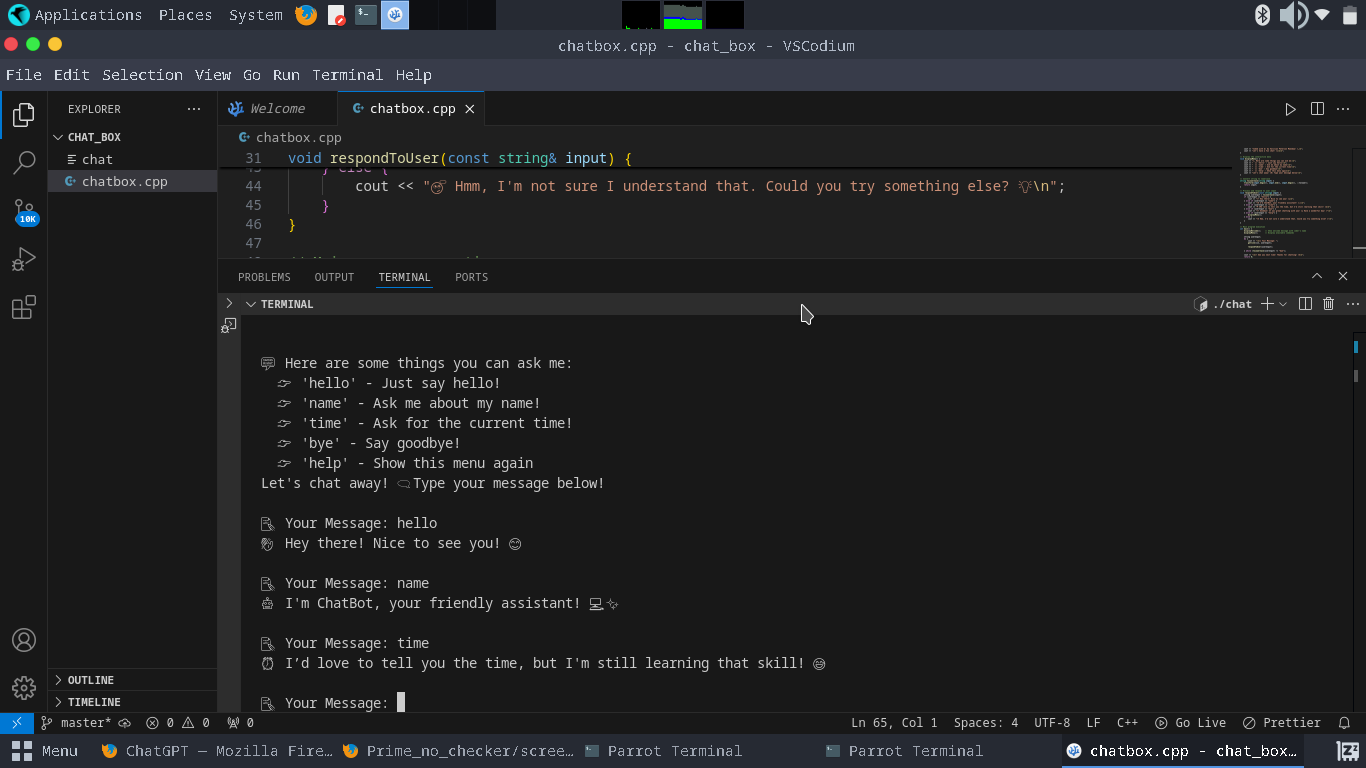 Applications Places System
chatbox.cpp - chat_box - VSCodium
File Edit Selection View Go Run Terminal Help
EXPLORER
Welcome
chatbox.cpp
CHAT_BOX
chat
chatbox.cpp
10K
chatbox.cpp
31 void respondToUser(const string& input) {
} else {
44 cout << "😅 Hmm, I'm not sure I understand that. Could you try something else? 💡\n";
45 }
46 }
47
PROBLEMS OUTPUT TERMINAL PORTS
TERMINAL
./chat
💬 Here are some things you can ask me:
👉 'hello' - Just say hello!
👉 'name' - Ask me about my name!
👉 'time' - Ask for the current time!
👉 'bye' - Say goodbye!
👉 'help' - Show this menu again
Let's chat away! 🗨 Type your message below!
📝 Your Message: hello
👋 Hey there! Nice to see you! 😊
📝 Your Message: name
🤖 I'm ChatBot, your friendly assistant! 💻✨
📝 Your Message: time
⏰ I’d love to tell you the time, but I'm still learning that skill! 😅
📝 Your Message:
OUTLINE
TIMELINE
master* 0 0 0 Ln 65, Col 1 Spaces: 4 UTF-8 LF C++ Go Live Prettier
Menu ChatGPT — Mozilla Fire... Prime_no_checker/scree... Parrot Terminal Parrot Terminal chatbox.cpp - chat_box...